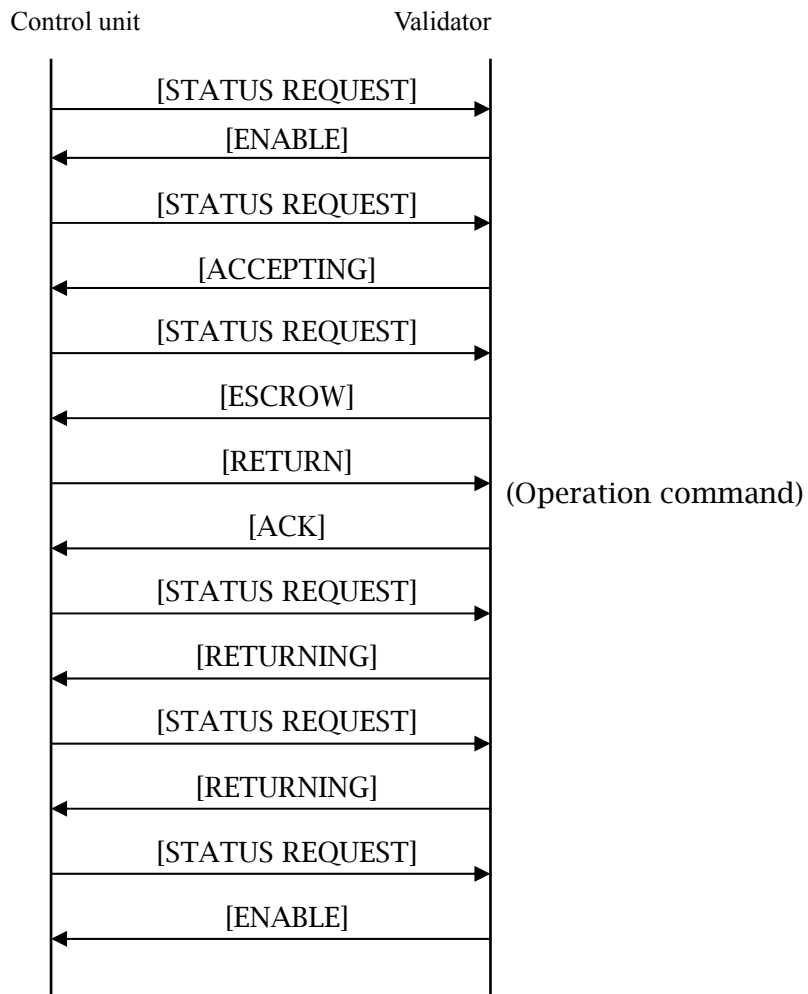 Control unit Validator
[STATUS REQUEST]
[ENABLE]
[STATUS REQUEST]
[ACCEPTING]
[STATUS REQUEST]
[ESCROW]
[RETURN]
(Operation command)
[ACK]
[STATUS REQUEST]
[RETURNING]
[STATUS REQUEST]
[RETURNING]
[STATUS REQUEST]
[ENABLE]